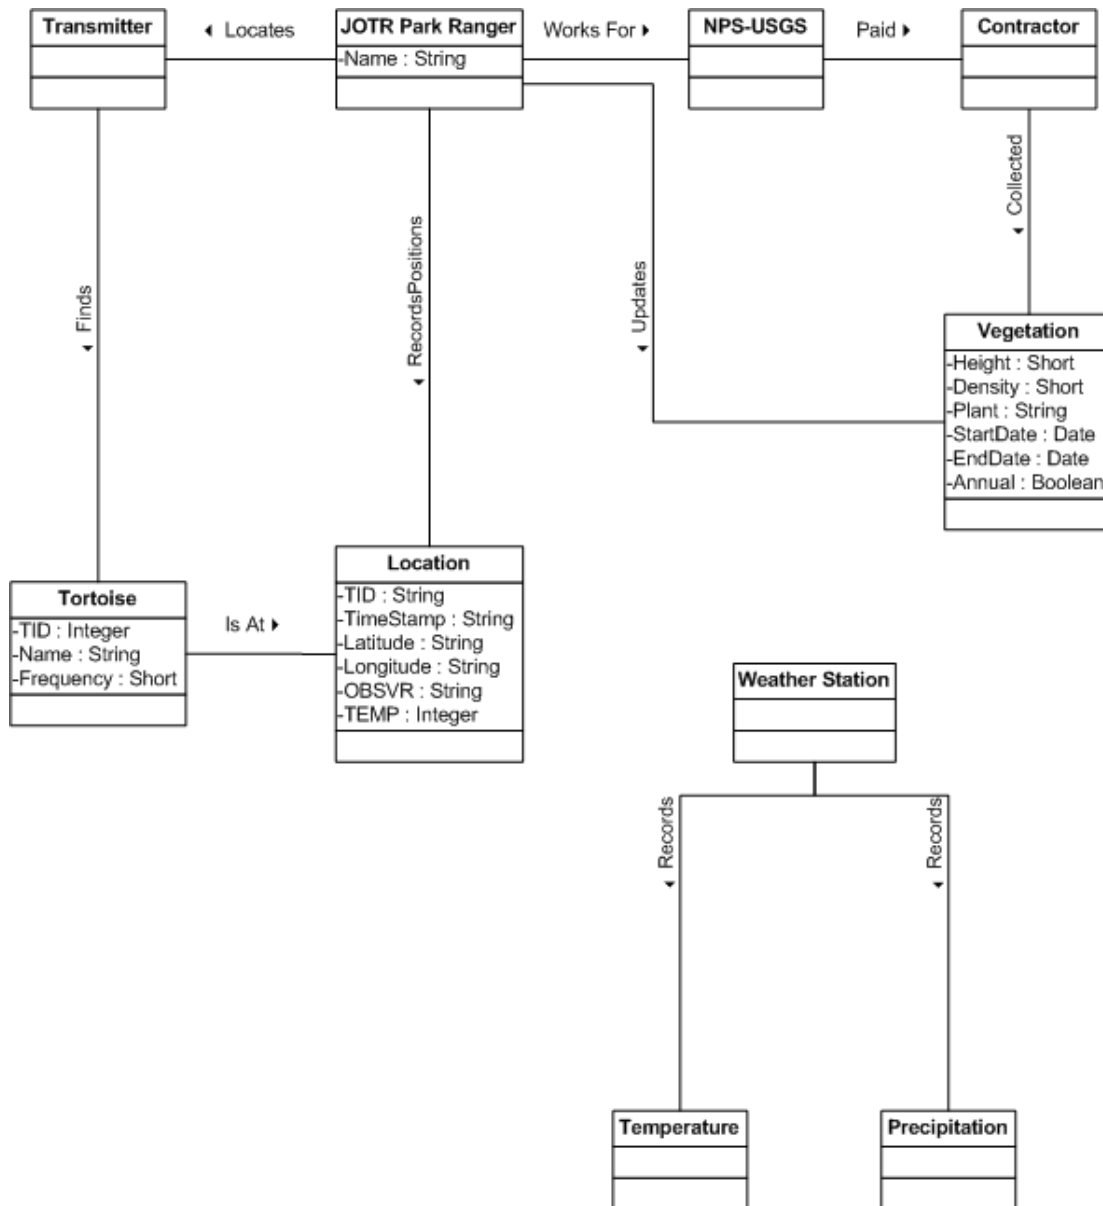 Transmitter
◂ Locates
JOTR Park Ranger
-Name : String
Works For ▸
NPS-USGS
Paid ▸
Contractor
◂ Finds
◂ RecordsPositions
◂ Updates
◂ Collected
Vegetation
-Height : Short
-Density : Short
-Plant : String
-StartDate : Date
-EndDate : Date
-Annual : Boolean
Tortoise
-TID : Integer
-Name : String
-Frequency : Short
Is At ▸
Location
-TID : String
-TimeStamp : String
-Latitude : String
-Longitude : String
-OBSVR : String
-TEMP : Integer
Weather Station
◂ Records
◂ Records
Temperature
Precipitation